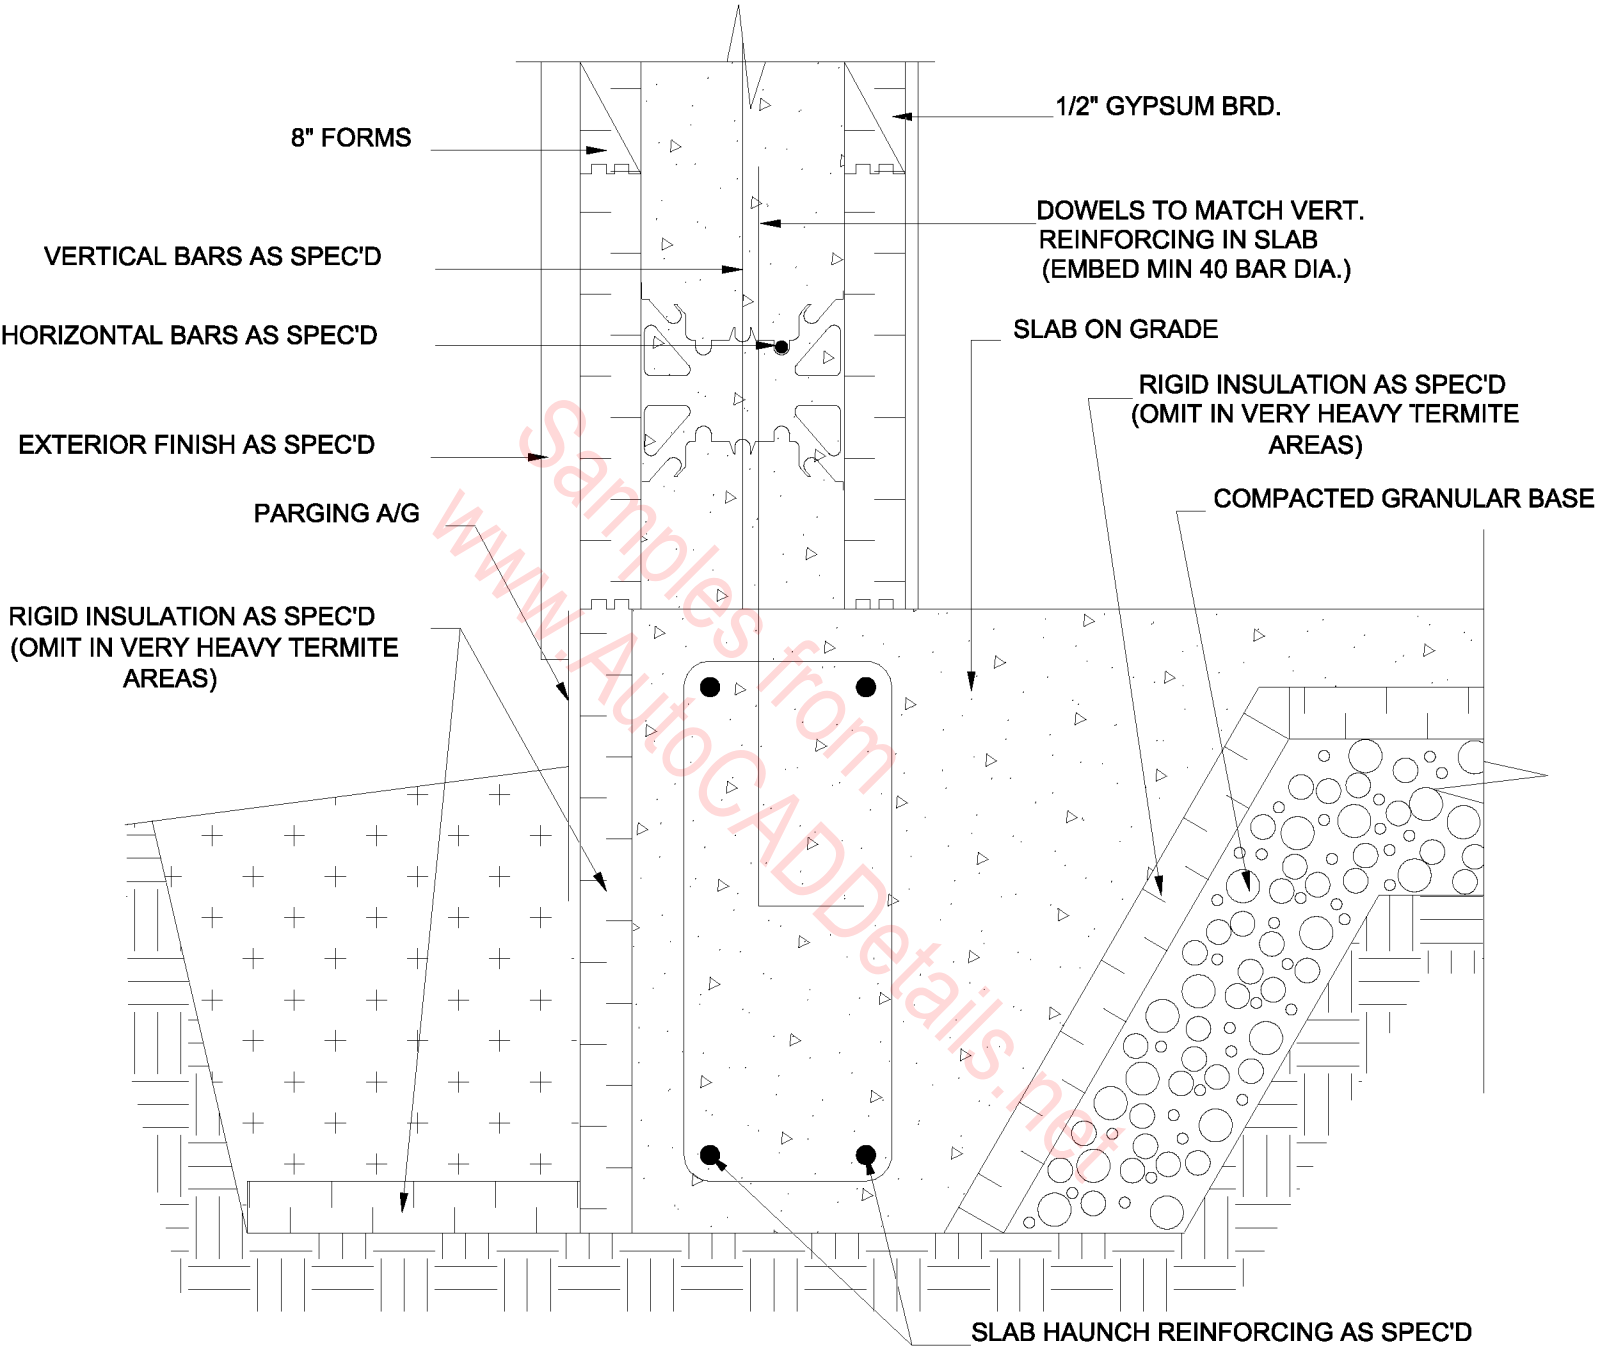 8" FORMS
1/2" GYPSUM BRD.
DOWELS TO MATCH VERT.
REINFORCING IN SLAB
(EMBED MIN 40 BAR DIA.)
VERTICAL BARS AS SPEC'D
HORIZONTAL BARS AS SPEC'D
SLAB ON GRADE
RIGID INSULATION AS SPEC'D
(OMIT IN VERY HEAVY TERMITE
AREAS)
EXTERIOR FINISH AS SPEC'D
COMPACTED GRANULAR BASE
PARGING A/G
RIGID INSULATION AS SPEC'D
(OMIT IN VERY HEAVY TERMITE
AREAS)
Samples from
www.AutoCADDetails.net
SLAB HAUNCH REINFORCING AS SPEC'D